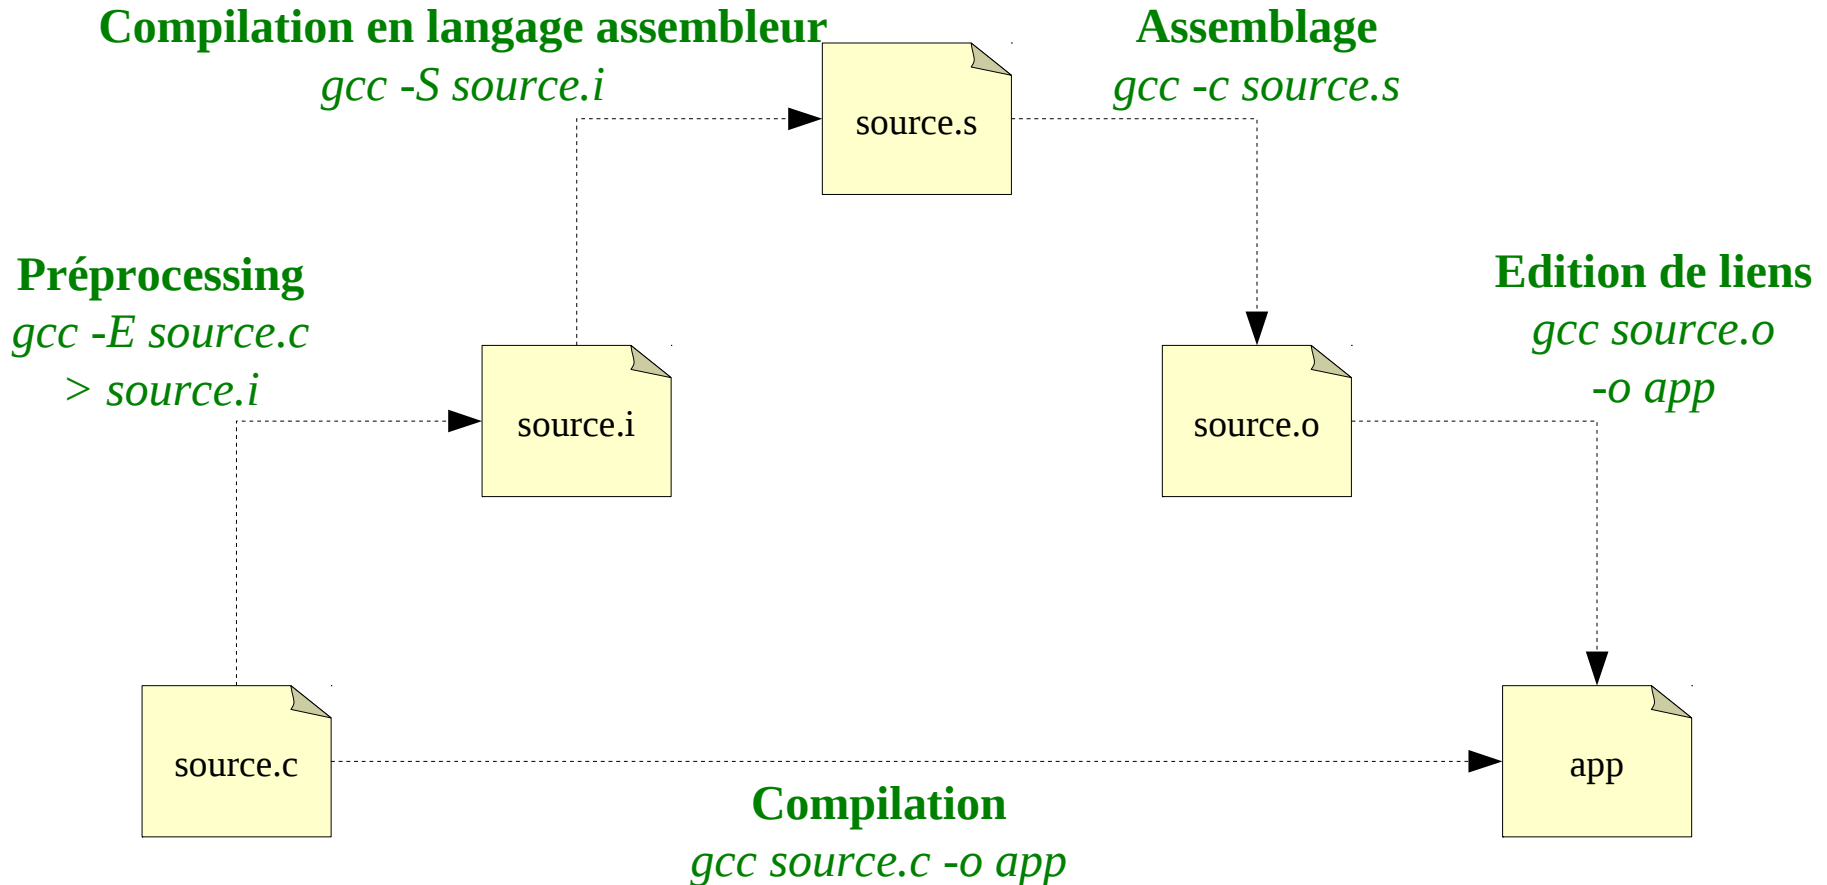 Compilation en langage assembleur
gcc -S source.i
Assemblage
gcc -c source.s
source.s
Préprocessing
gcc -E source.c
> source.i
Edition de liens
gcc source.o
-o app
source.i
source.o
source.c
app
Compilation
gcc source.c -o app